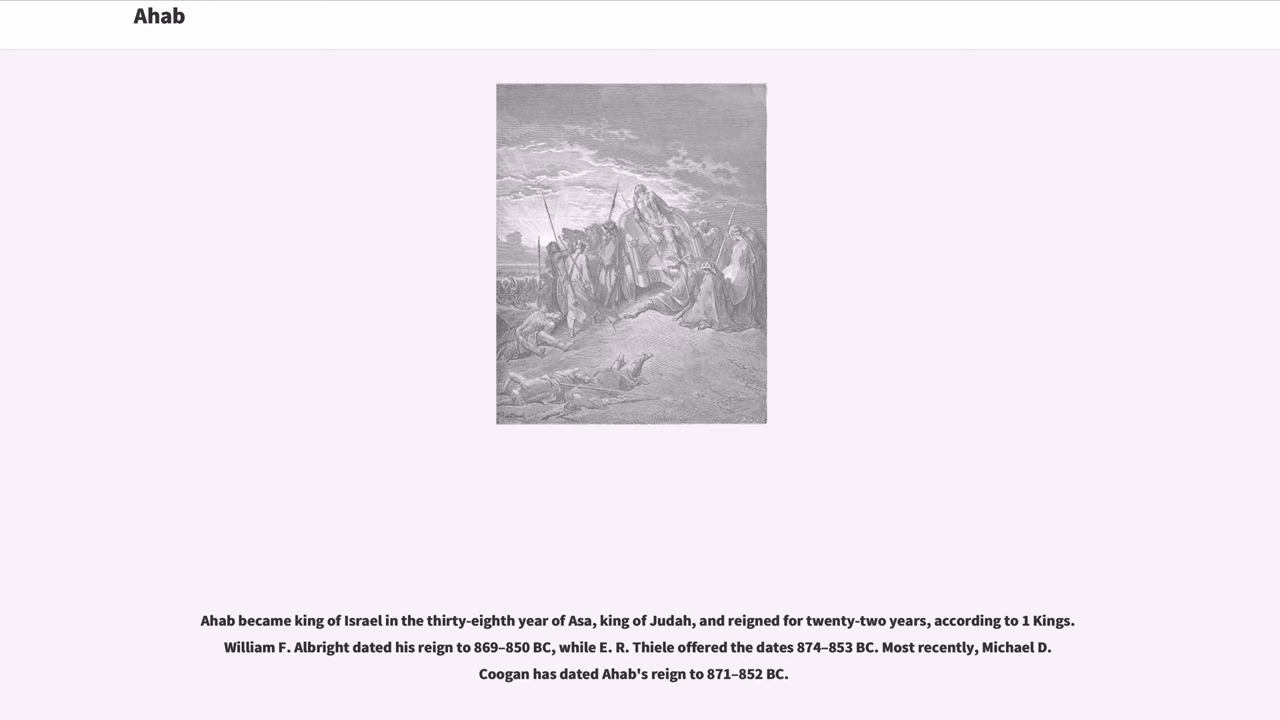 Ahab
Ahab became king of Israel in the thirty-eighth year of Asa, king of Judah, and reigned for twenty-two years, according to 1 Kings.
William F. Albright dated his reign to 869–850 BC, while E. R. Thiele offered the dates 874–853 BC. Most recently, Michael D.
Coogan has dated Ahab's reign to 871–852 BC.